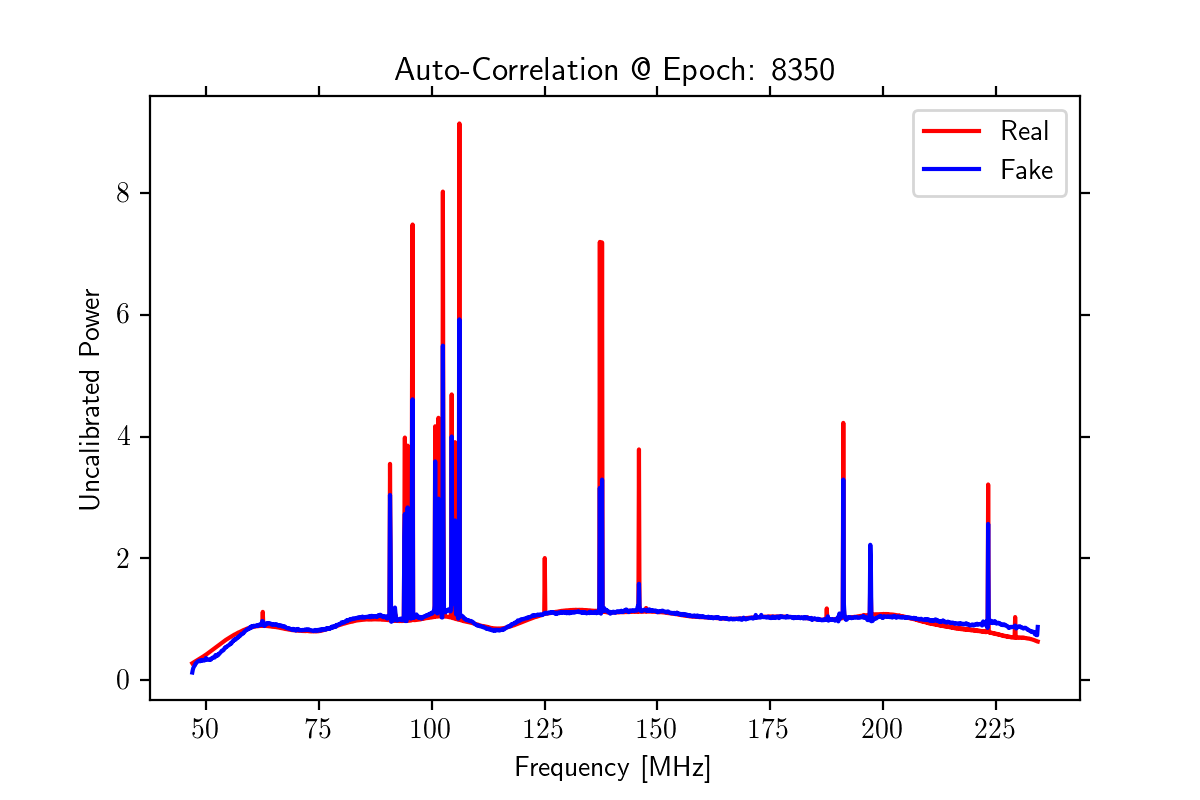 Auto-Correlation @ Epoch: 8350
Real
Fake
8
6
4
2
0
Uncalibrated Power
50 75 100 125 150 175 200 225
Frequency [MHz]